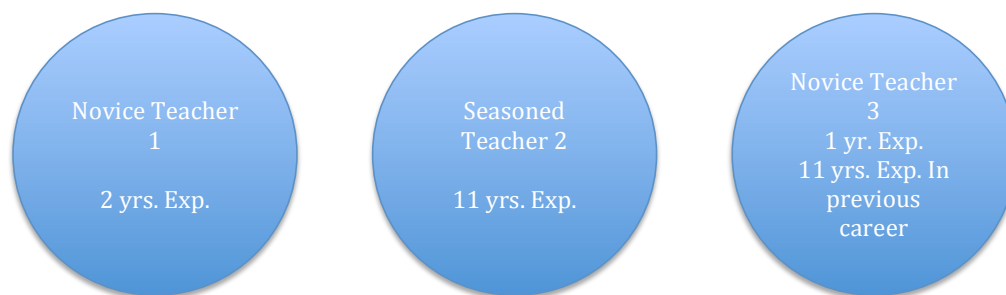 Novice Teacher
1
2 yrs. Exp.
Seasoned
Teacher 2
11 yrs. Exp.
Novice Teacher
3
1 yr. Exp.
11 yrs. Exp. In
previous
career